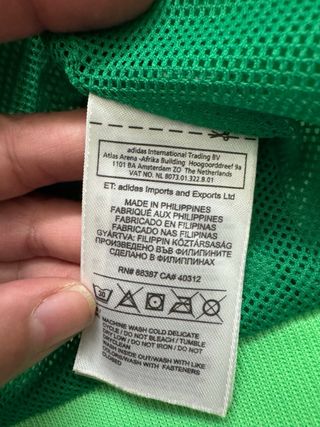 adidas International Trading BV
Atlas Arena -Afrika Building Hoogoorddreef 9a
1101 BA Amsterdam ZO The Netherlands
VAT NO. NL 8073.01.322.B.01
ET: adidas Imports and Exports Ltd
MADE IN PHILIPPINES
FABRIQUÉ AUX PHILIPPINES
FABRICADO EN FILIPINAS
FABRICADO NAS FILIPINAS
GYÁRTVA: FILIPPIN KÖZTÁRSASÁG
ПРОИЗВЕДЕНО ВЪВ ФИЛИПИНИТЕ
СДЕЛАНО В ФИЛИППИНАХ
RN# 88387 CA# 40312
30
MACHINE WASH COLD DELICATE
CYCLE / DO NOT BLEACH / TUMBLE
DRY LOW / DO NOT IRON / DO NOT
DRYCLEAN
WASH INSIDE OUT/WASH WITH LIKE
COLORS WITH FASTENERS
CLOSED